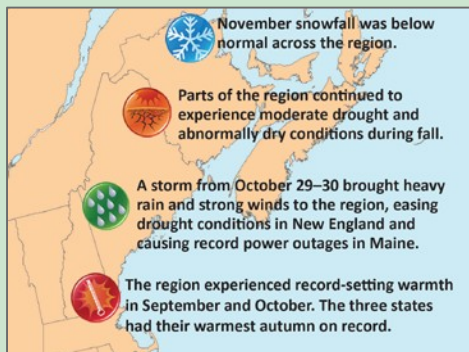 November snowfall was below
normal across the region.
Parts of the region continued to
experience moderate drought and
abnormally dry conditions during fall.
A storm from October 29–30 brought heavy
rain and strong winds to the region, easing
drought conditions in New England and
causing record power outages in Maine.
The region experienced record-setting warmth
in September and October. The three states
had their warmest autumn on record.